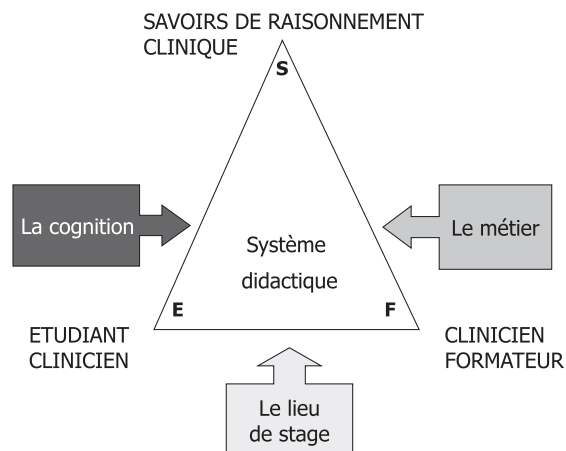 SAVOIRS DE RAISONNEMENT
CLINIQUE
S
La cognition
Le métier
Système
didactique
E
F
ETUDIANT
CLINICIEN
CLINICIEN
FORMATEUR
Le lieu
de stage